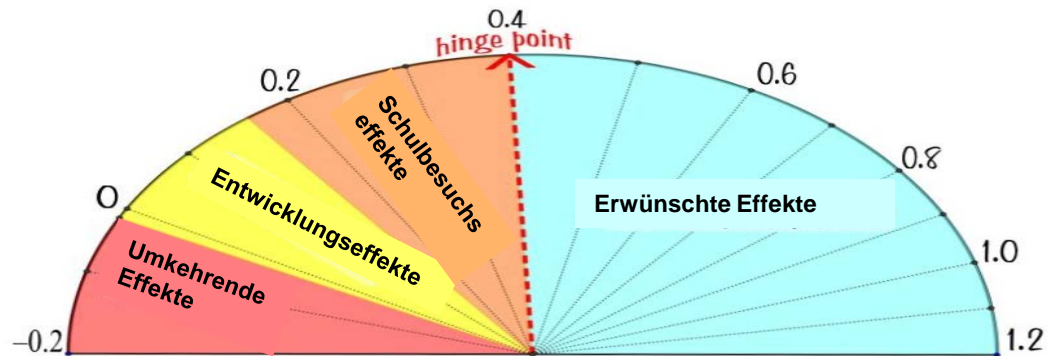 0.4
hinge point
0.2
0.6
Schulbesuchs
effekte
0.8
Entwicklungseffekte
Erwünschte Effekte
0
Umkehrende
Effekte
1.0
–0.2
1.2